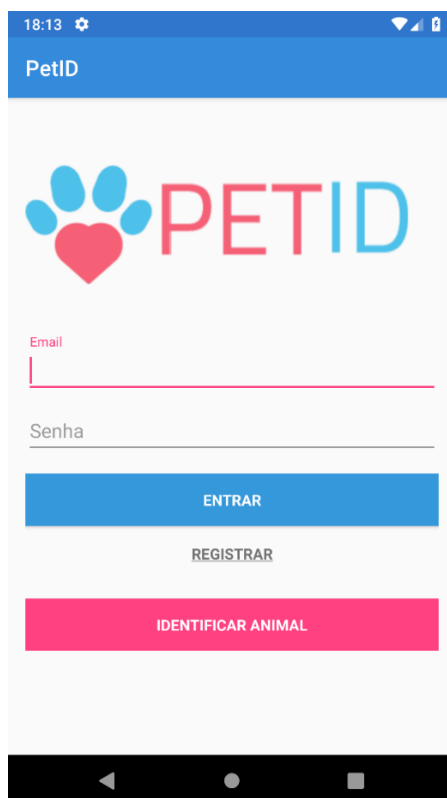 18:13
PetID
PETID
Email
Senha
ENTRAR
REGISTRAR
IDENTIFICAR ANIMAL